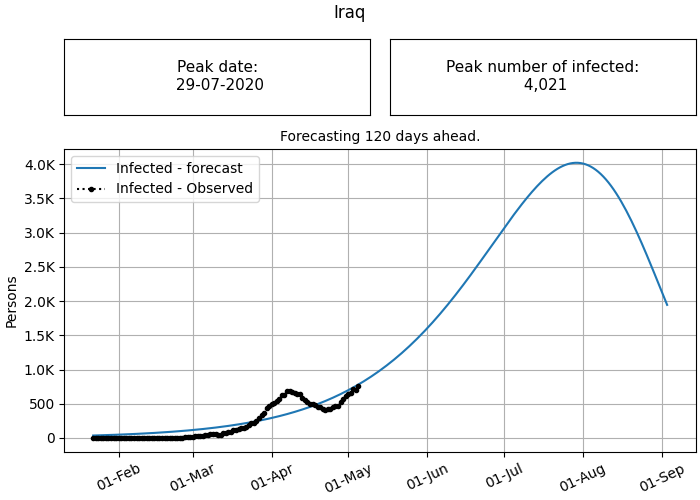 Iraq
Peak date:
29-07-2020
Peak number of infected:
4,021
Forecasting 120 days ahead.
Infected - forecast
Infected - Observed
4.0K
3.5K
3.0K
2.5K
2.0K
1.5K
1.0K
500
0
Persons
01-Feb
01-Mar
01-Apr
01-May
01-Jun
01-Jul
01-Aug
01-Sep